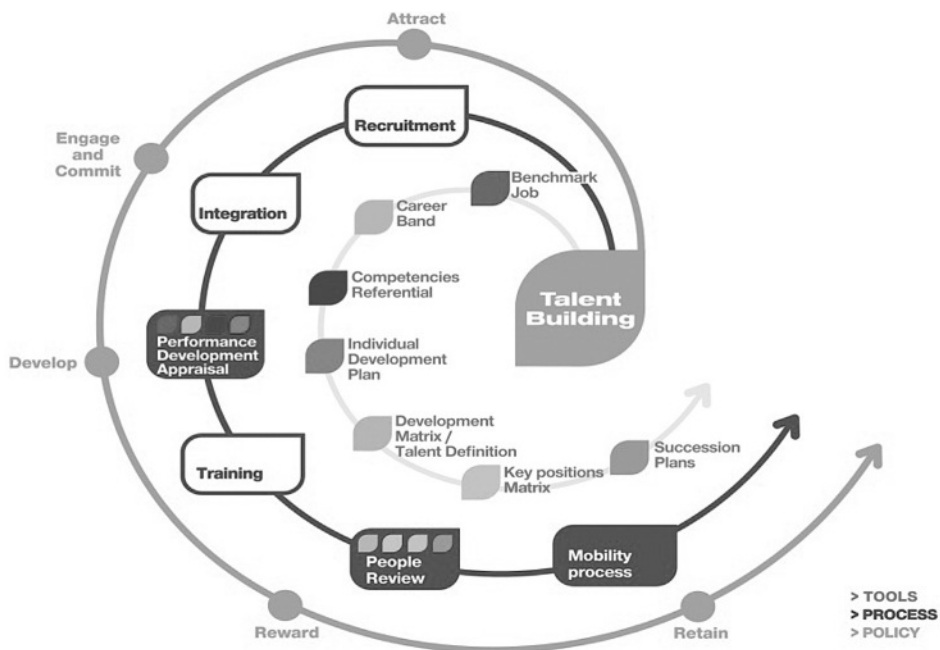 Attract
Recruitment
Engage
and
Commit
Benchmark
Job
Career
Band
Integration
Competencies
Referential
Talent
Building
Performance
Development
Appraisal
Individual
Development
Plan
Develop
Development
Matrix /
Talent Definition
Succession
Plans
Training
Key positions
Matrix
People
Review
Mobility
process
Reward
Retain
> TOOLS
> PROCESS
> POLICY